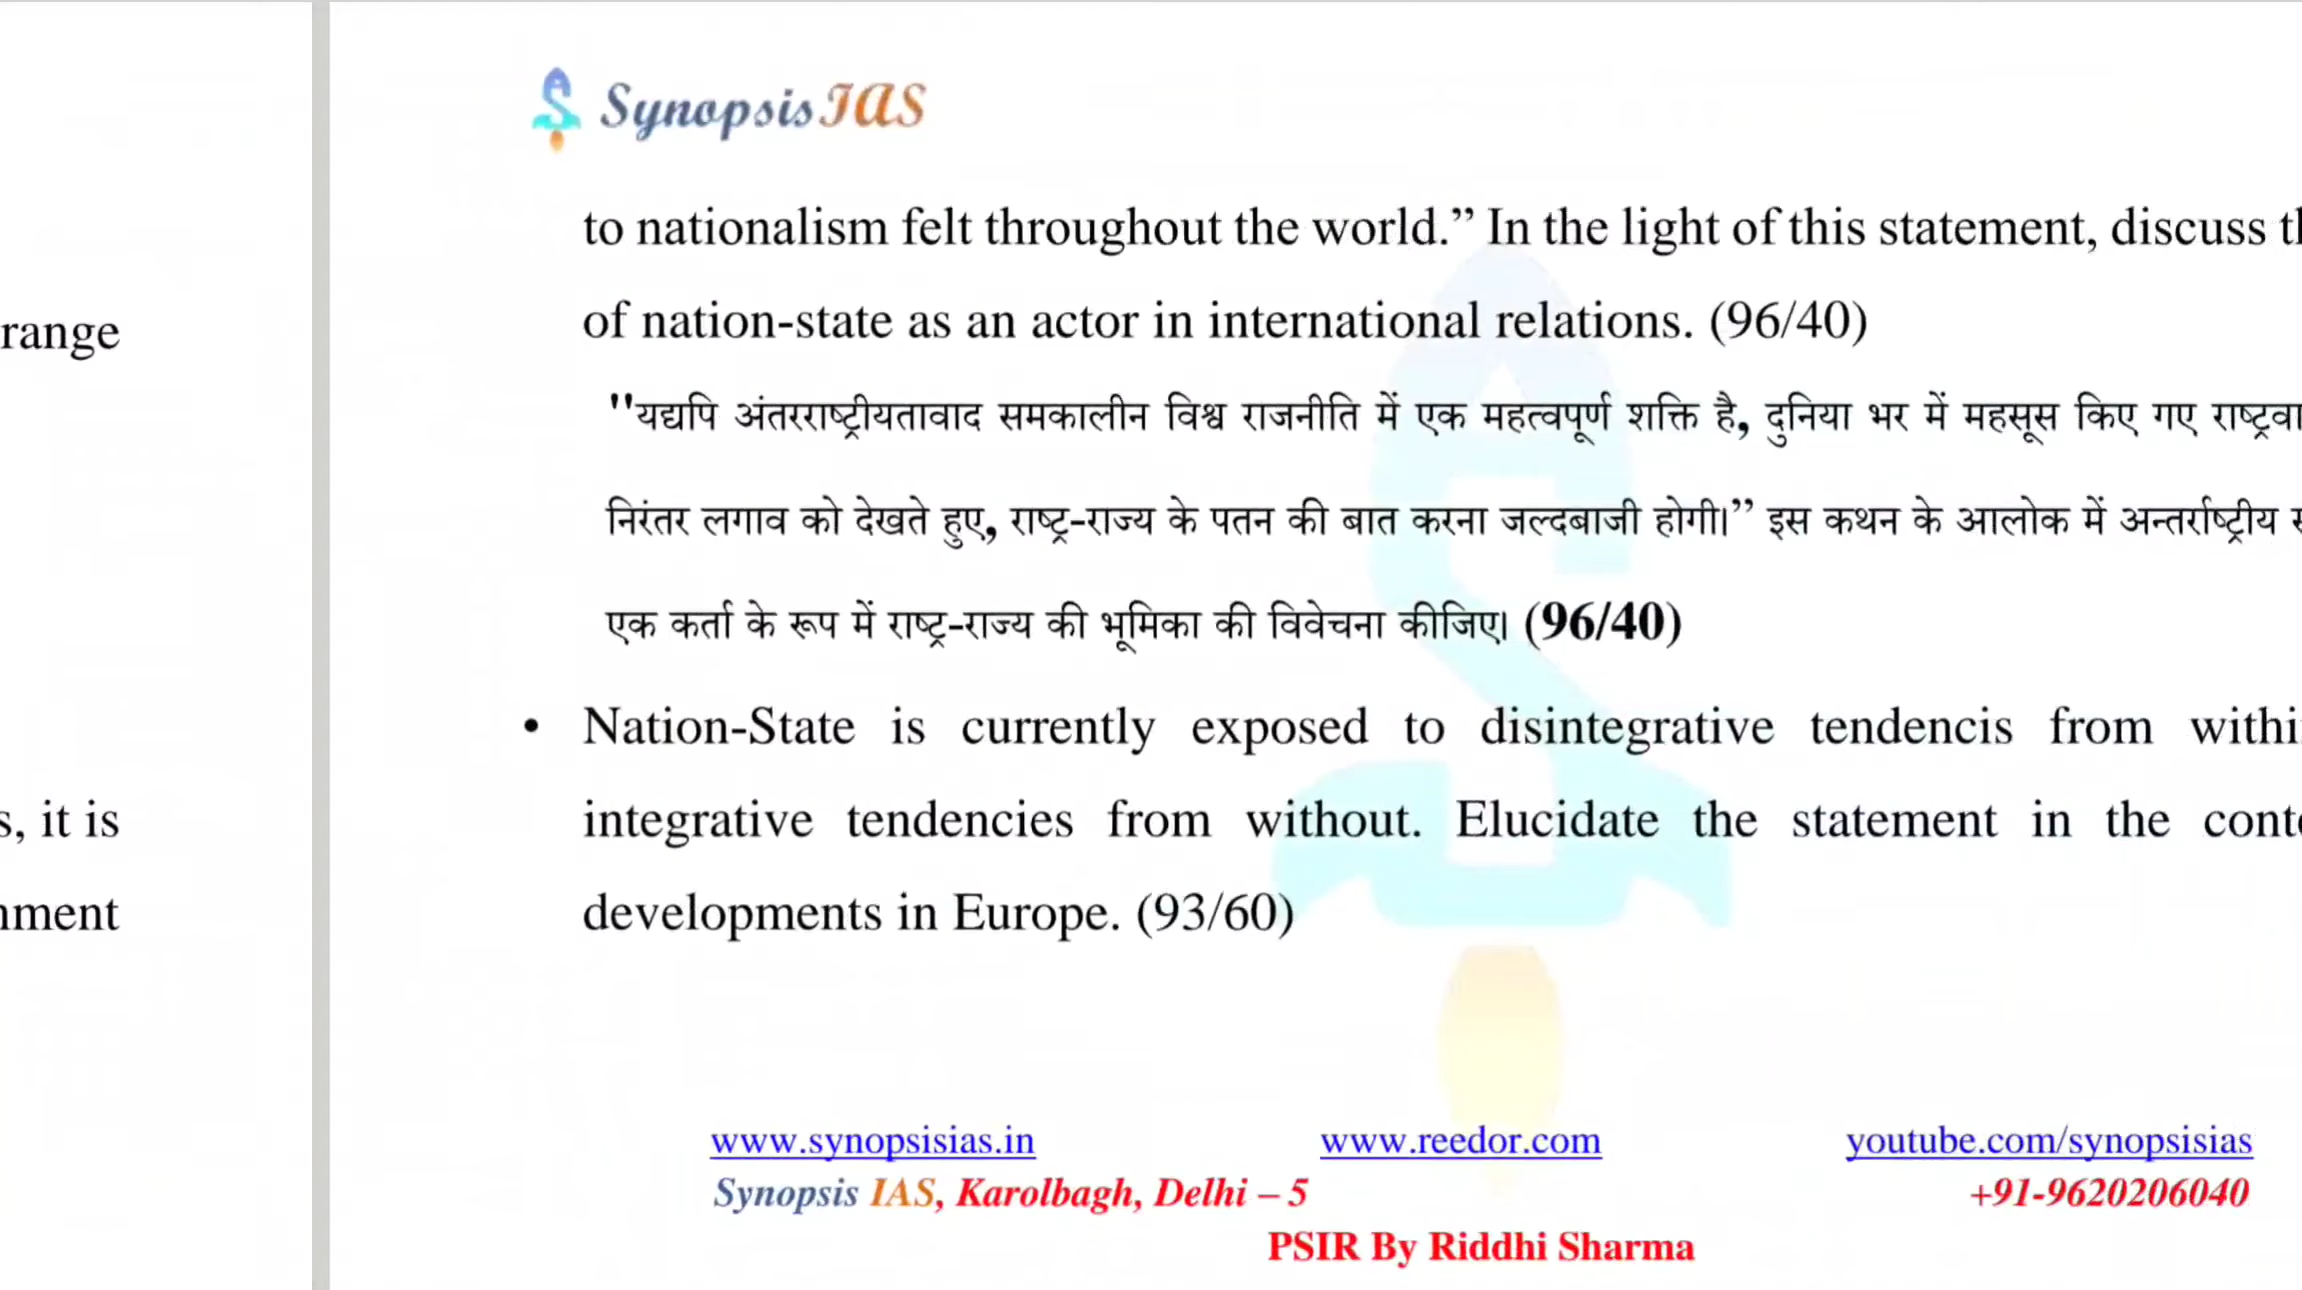 range
s, it is
nment
Synopsis IAS
to nationalism felt throughout the world.” In the light of this statement, discuss th
of nation-state as an actor in international relations. (96/40)
"यद्यपि अंतरराष्ट्रीयतावाद समकालीन विश्व राजनीति में एक महत्वपूर्ण शक्ति है, दुनिया भर में महसूस किए गए राष्ट्रवा
निरंतर लगाव को देखते हुए, राष्ट्र-राज्य के पतन की बात करना जल्दबाजी होगी।” इस कथन के आलोक में अन्तर्राष्ट्रीय
एक कर्ता के रूप में राष्ट्र-राज्य की भूमिका की विवेचना कीजिए। (96/40)
• Nation-State is currently exposed to disintegrative tendencis from withi
integrative tendencies from without. Elucidate the statement in the conte
developments in Europe. (93/60)
www.synopsisias.in www.reedor.com youtube.com/synopsisias
Synopsis IAS, Karolbagh, Delhi – 5 +91-9620206040
PSIR By Riddhi Sharma